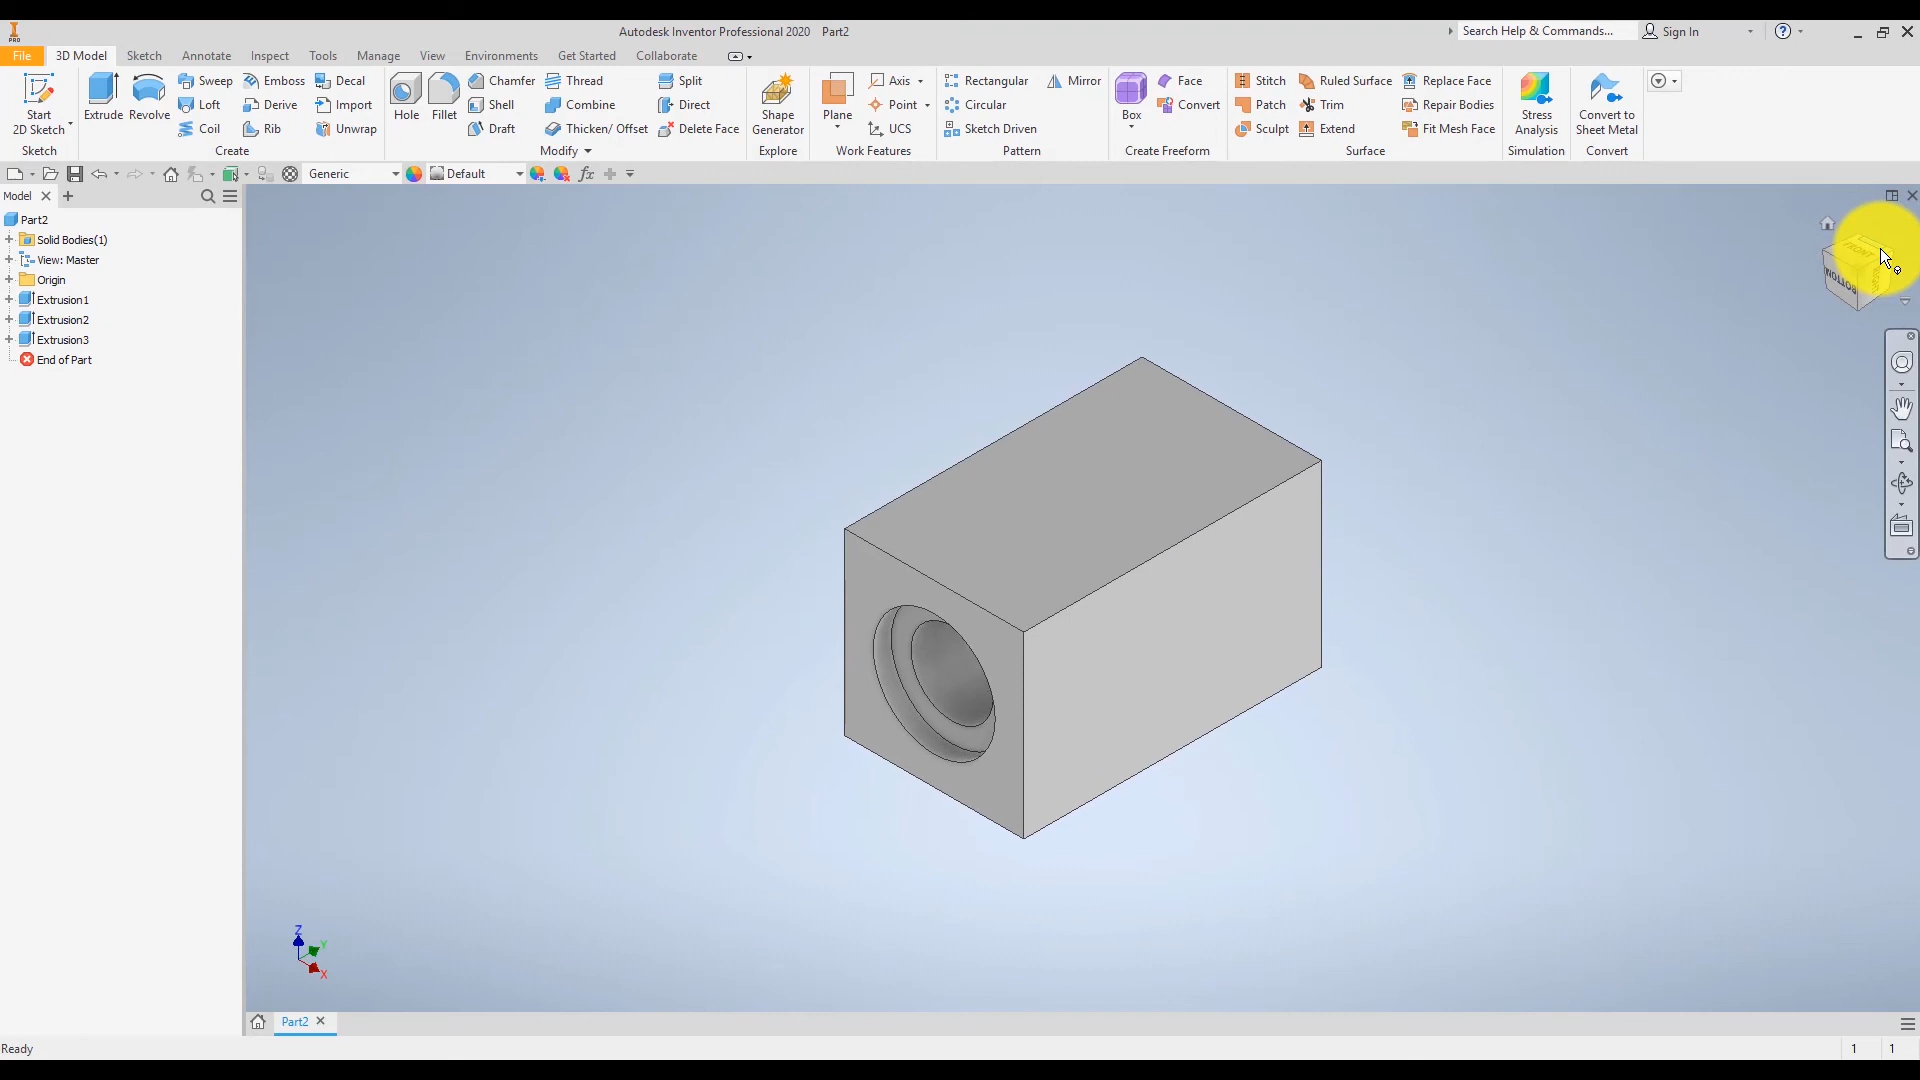 PRO
Autodesk Inventor Professional 2020 Part2
Search Help & Commands...
Sign In
File 3D Model Sketch Annotate Inspect Tools Manage View Environments Get Started Collaborate
Start 2D Sketch
Extrude
Revolve
Sweep
Loft
Coil
Emboss
Derive
Rib
Decal
Import
Unwrap
Hole
Fillet
Chamfer
Shell
Draft
Thread
Combine
Thicken/ Offset
Split
Direct
Delete Face
Shape Generator
Plane
Axis
Point
UCS
Rectangular
Circular
Sketch Driven
Mirror
Box
Face
Convert
Stitch
Patch
Sculpt
Ruled Surface
Trim
Extend
Replace Face
Repair Bodies
Fit Mesh Face
Stress Analysis
Convert to Sheet Metal
Sketch Create Modify Explore Work Features Pattern Create Freeform Surface Simulation Convert
Generic
Default
fx
Model
Part2
Solid Bodies(1)
View: Master
Origin
Extrusion1
Extrusion2
Extrusion3
End of Part
FRONT
BOTTOM
Z
Y
X
Part2
Ready
1 1